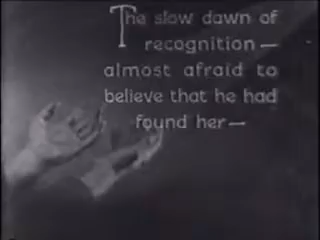 The slow dawn of
recognition—
almost afraid to
believe that he had
found her—